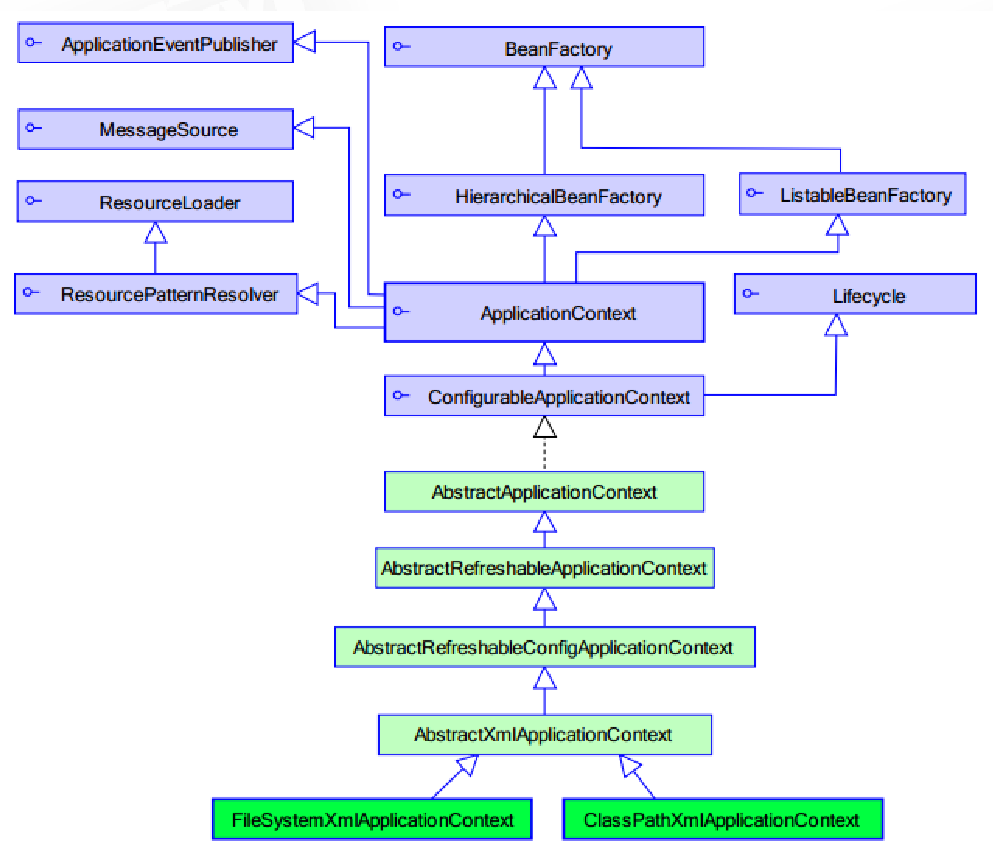 ApplicationEventPublisher
BeanFactory
MessageSource
HierarchicalBeanFactory
ListableBeanFactory
ResourceLoader
ResourcePatternResolver
ApplicationContext
Lifecycle
ConfigurableApplicationContext
AbstractApplicationContext
AbstractRefreshableApplicationContext
AbstractRefreshableConfigApplicationContext
AbstractXmlApplicationContext
FileSystemXmlApplicationContext
ClassPathXmlApplicationContext